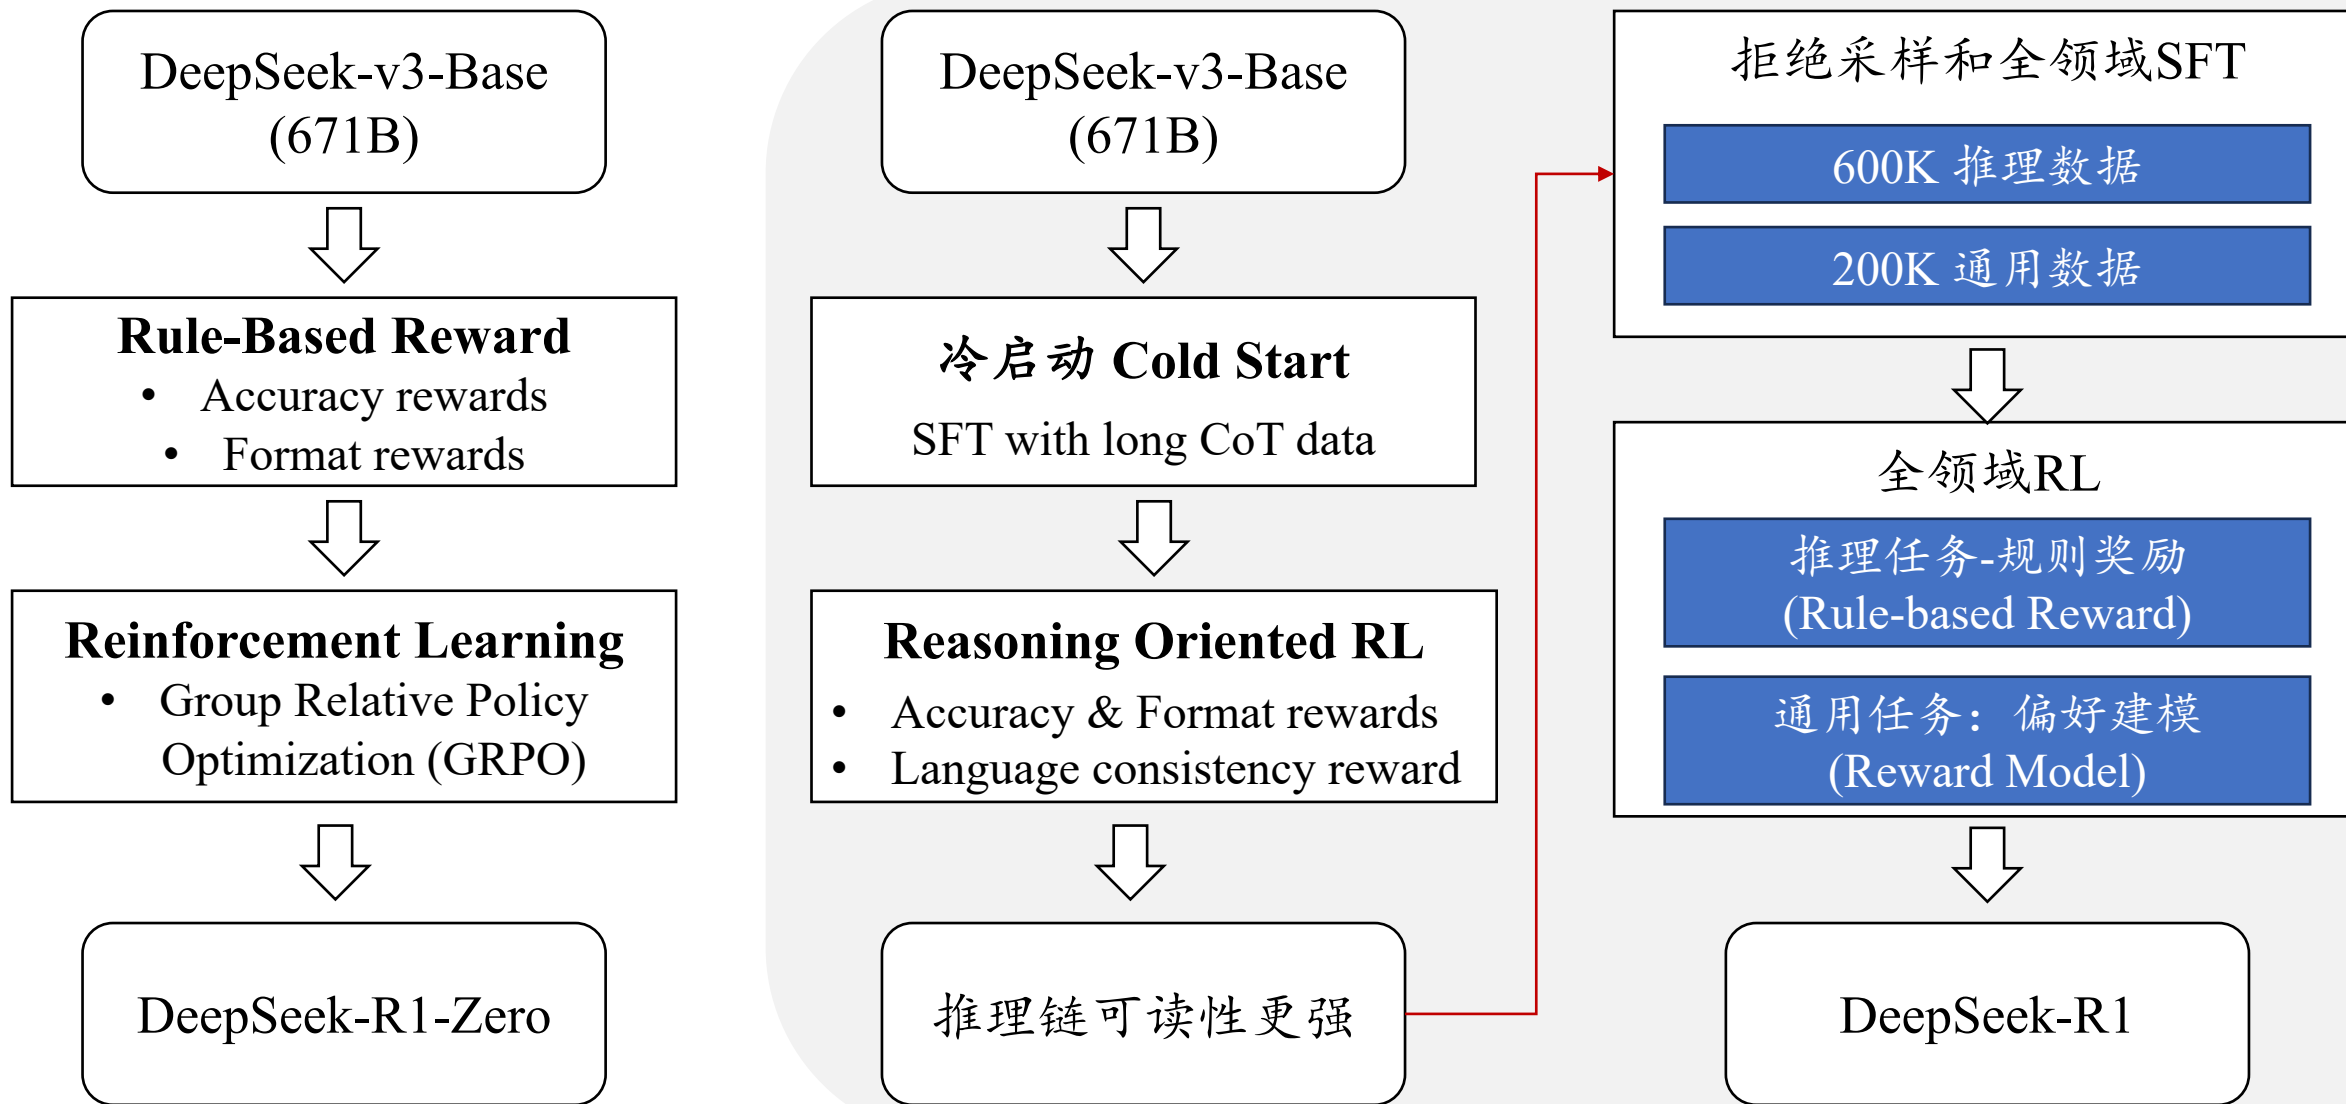 DeepSeek-v3-Base
(671B)
Rule-Based Reward
• Accuracy rewards
• Format rewards
Reinforcement Learning
• Group Relative Policy
Optimization (GRPO)
DeepSeek-R1-Zero
DeepSeek-v3-Base
(671B)
冷启动 Cold Start
SFT with long CoT data
Reasoning Oriented RL
• Accuracy & Format rewards
• Language consistency reward
推理链可读性更强
拒绝采样和全领域SFT
600K 推理数据
200K 通用数据
全领域RL
推理任务-规则奖励
(Rule-based Reward)
通用任务：偏好建模
(Reward Model)
DeepSeek-R1